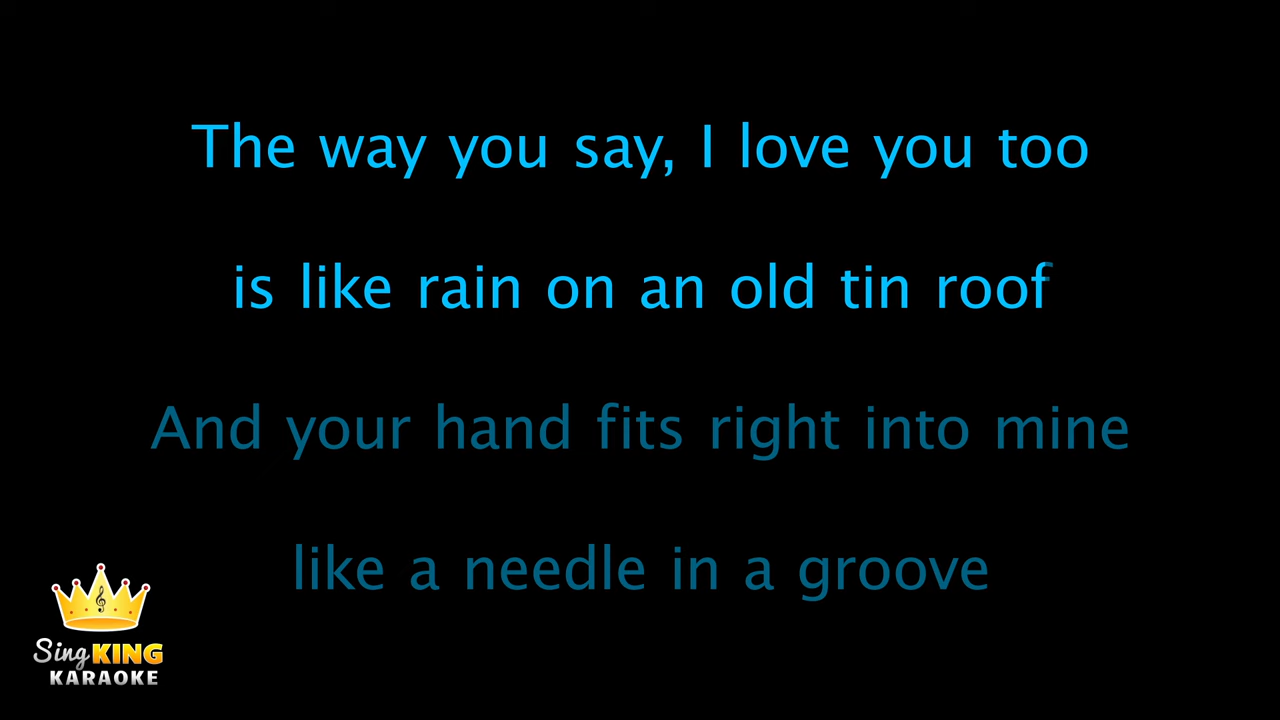 The way you say, I love you too
is like rain on an old tin roof
And your hand fits right into mine
like a needle in a groove
Sing KING
KARAOKE